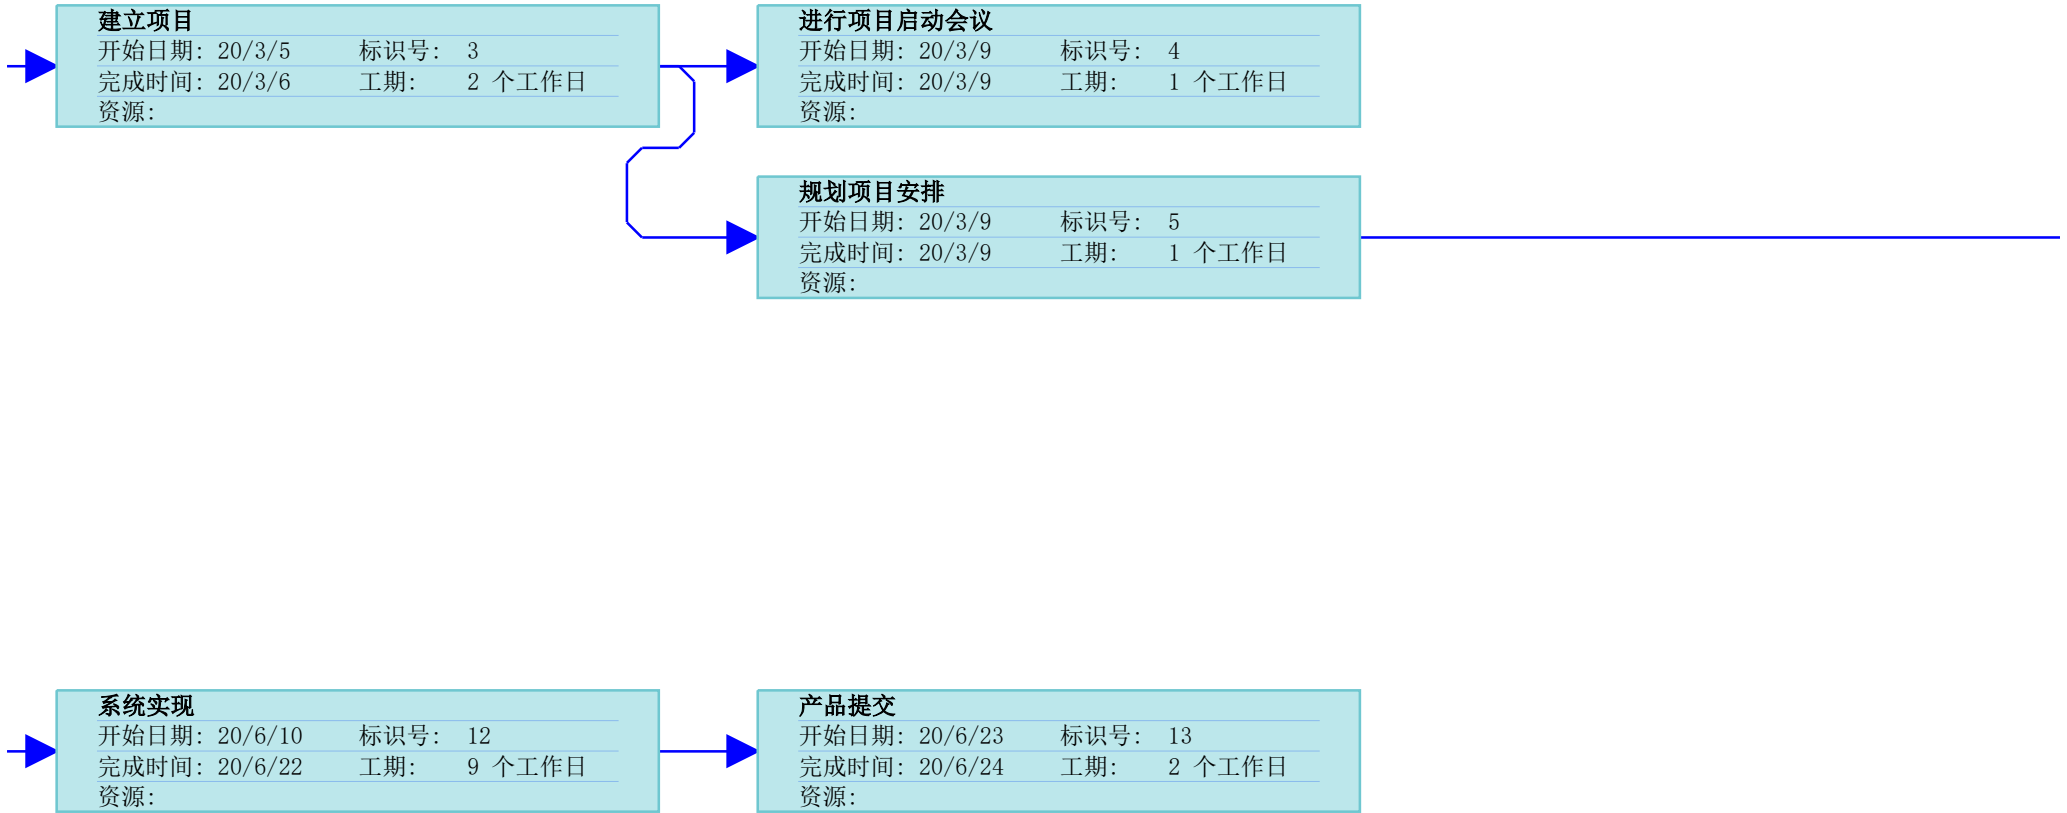 建立项目
开始日期: 20/3/5 标识号: 3
完成时间: 20/3/6 工期: 2 个工作日
资源:
进行项目启动会议
开始日期: 20/3/9 标识号: 4
完成时间: 20/3/9 工期: 1 个工作日
资源:
规划项目安排
开始日期: 20/3/9 标识号: 5
完成时间: 20/3/9 工期: 1 个工作日
资源:
系统实现
开始日期: 20/6/10 标识号: 12
完成时间: 20/6/22 工期: 9 个工作日
资源:
产品提交
开始日期: 20/6/23 标识号: 13
完成时间: 20/6/24 工期: 2 个工作日
资源: